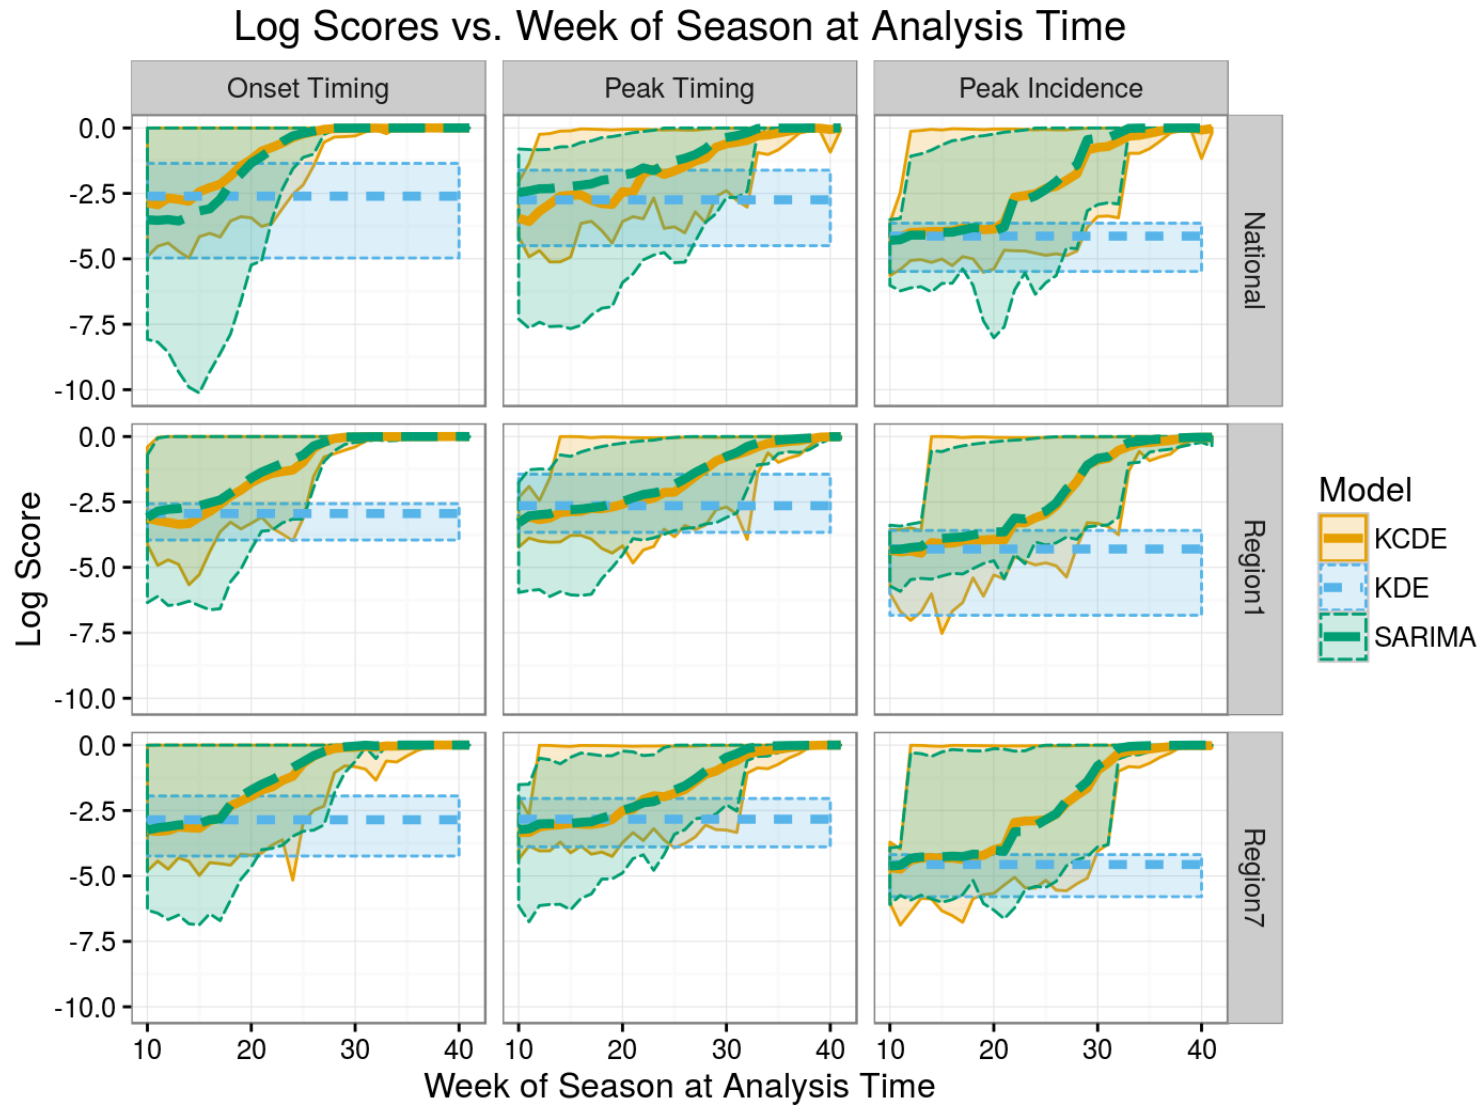 Log Scores vs. Week of Season at Analysis Time
Onset Timing
Peak Timing
Peak Incidence
0.0
-2.5
-5.0
-7.5
-10.0
National
0.0
-2.5
-5.0
-7.5
-10.0
Region1
0.0
-2.5
-5.0
-7.5
-10.0
Region7
Log Score
10 20 30 40 10 20 30 40 10 20 30 40
Week of Season at Analysis Time
Model
KCDE
KDE
SARIMA